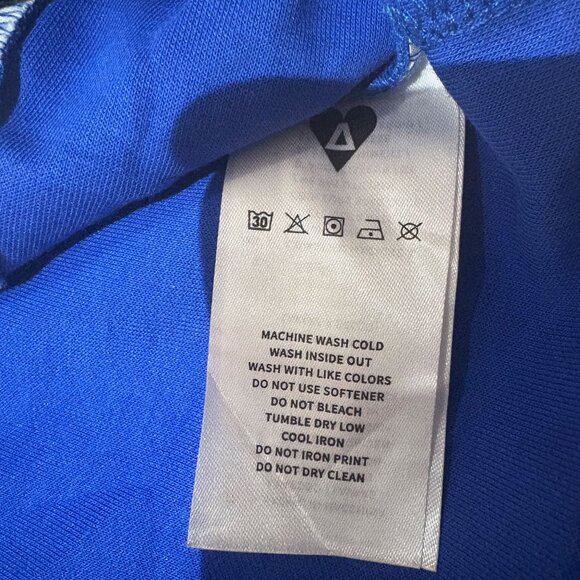 Δ
30
MACHINE WASH COLD
WASH INSIDE OUT
WASH WITH LIKE COLORS
DO NOT USE SOFTENER
DO NOT BLEACH
TUMBLE DRY LOW
COOL IRON
DO NOT IRON PRINT
DO NOT DRY CLEAN